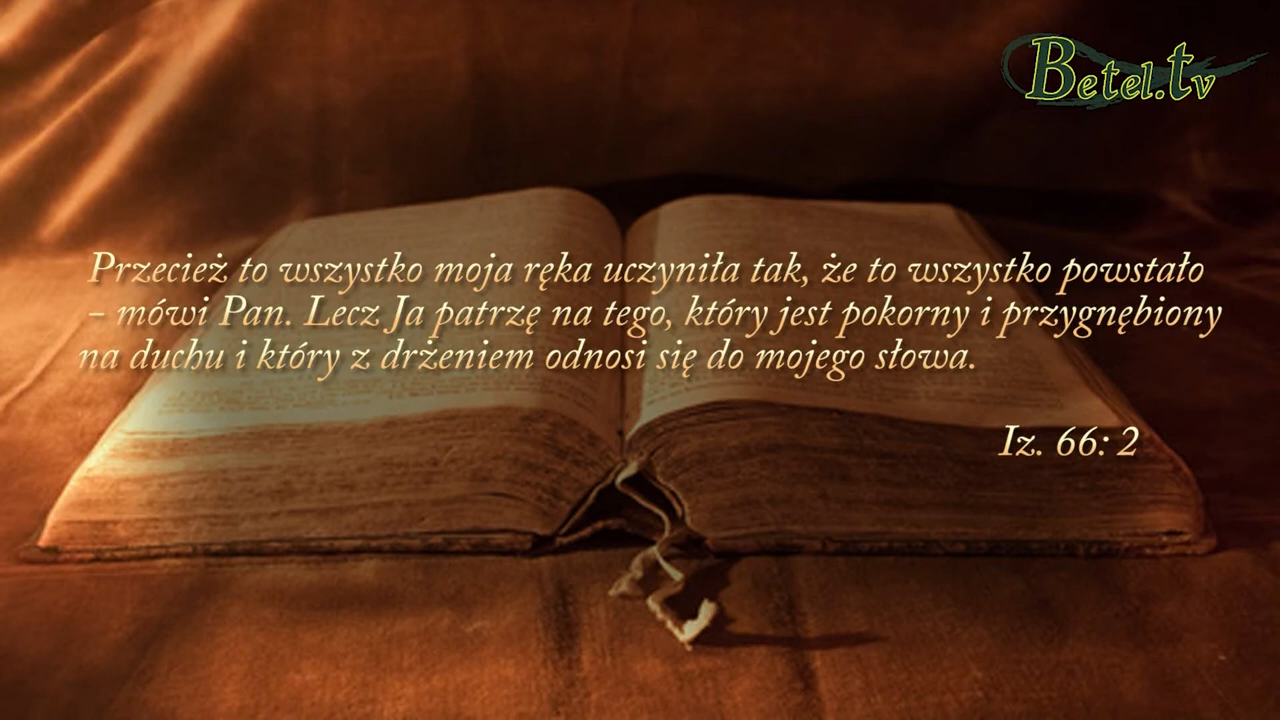 Betel.tv
Przecież to wszystko moja ręka uczyniła tak, że to wszystko powstało
- mówi Pan. Lecz Ja patrzę na tego, który jest pokorny i przygnębiony
na duchu i który z drżeniem odnosi się do mojego słowa.
Iz. 66: 2